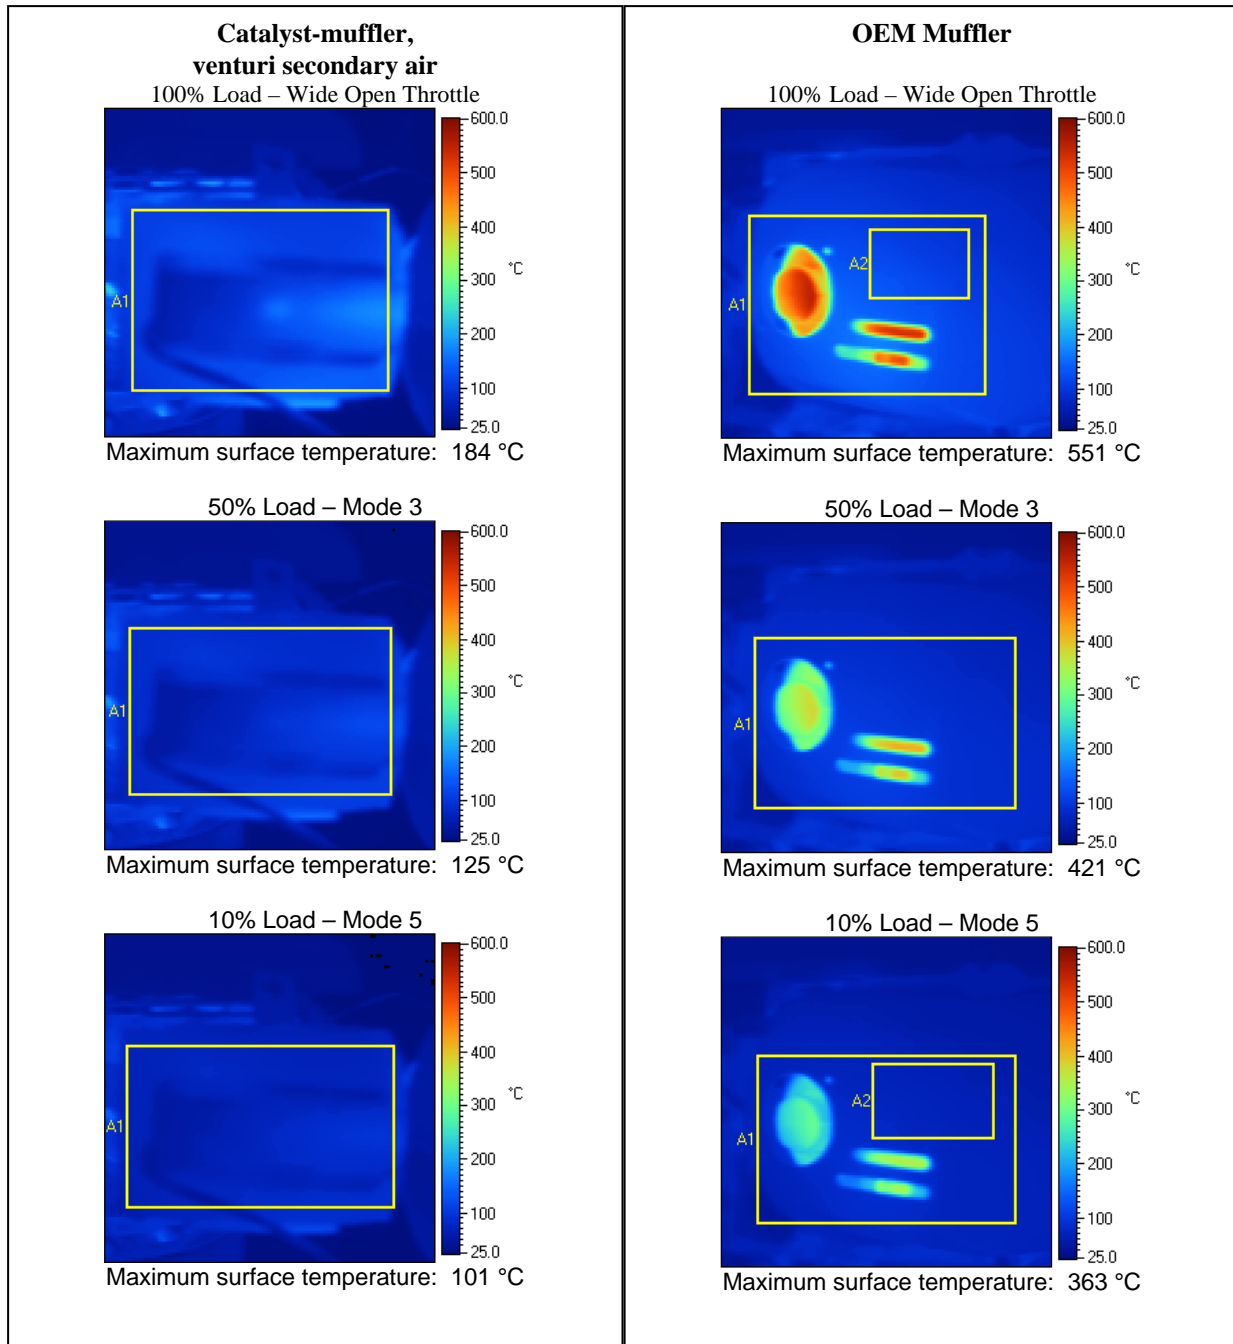 Catalyst-muffler,
venturi secondary air
100% Load – Wide Open Throttle
600.0
500
400
°C
300
200
100
25.0
A1
Maximum surface temperature: 184 °C
50% Load – Mode 3
600.0
500
400
°C
300
200
100
25.0
A1
Maximum surface temperature: 125 °C
10% Load – Mode 5
600.0
500
400
°C
300
200
100
25.0
A1
Maximum surface temperature: 101 °C
OEM Muffler
100% Load – Wide Open Throttle
600.0
500
400
°C
300
200
100
25.0
A2
A1
Maximum surface temperature: 551 °C
50% Load – Mode 3
600.0
500
400
°C
300
200
100
25.0
A1
Maximum surface temperature: 421 °C
10% Load – Mode 5
600.0
500
400
°C
300
200
100
25.0
A2
A1
Maximum surface temperature: 363 °C